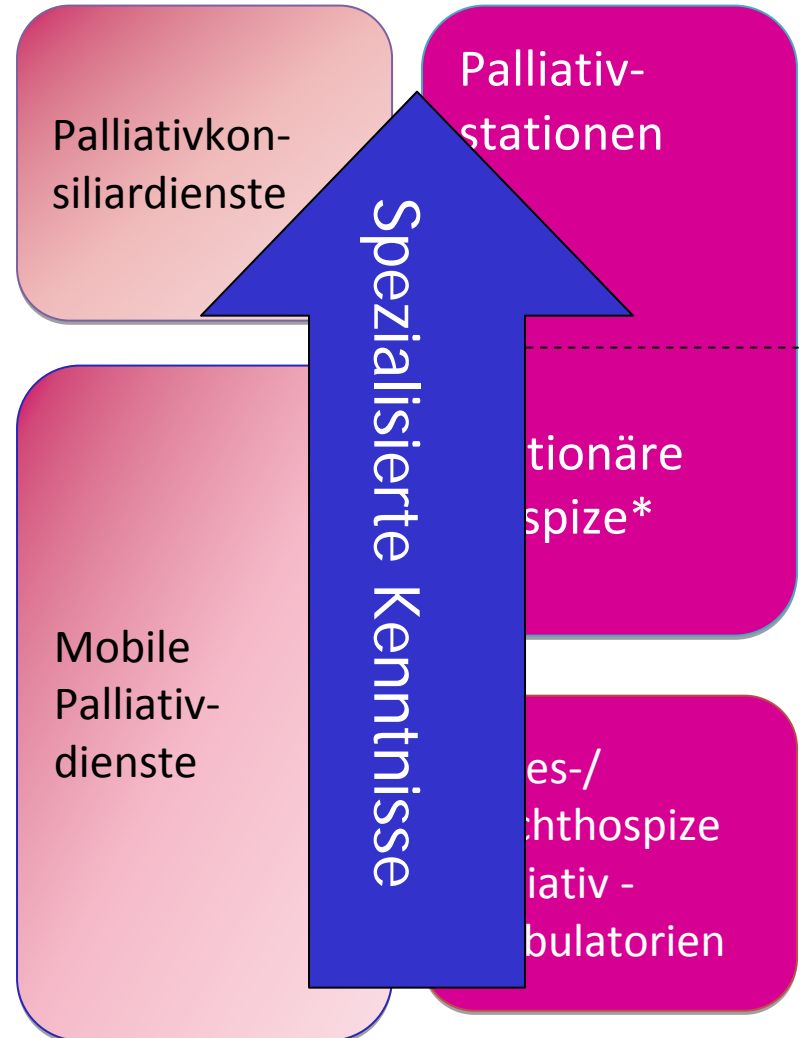 Palliativkon-
siliardienste
Palliativ-
stationen
Spezialisierte Kenntnisse
tionäre
spize*
Mobile
Palliativ-
dienste
es-/
chthospize
iativ -
bulatorien